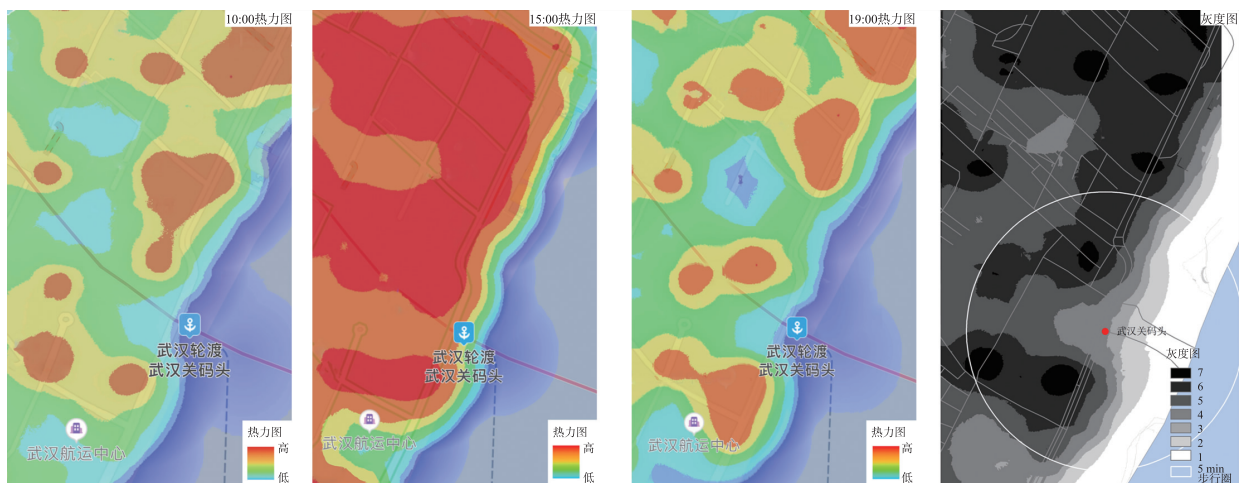 10:00热力图
武汉轮渡
武汉关码头
武汉航运中心
热力图
高
低
15:00热力图
武汉轮渡
武汉关码头
武汉航运中心
热力图
高
低
19:00热力图
武汉轮渡
武汉关码头
武汉航运中心
热力图
高
低
灰度图
武汉关码头
灰度图
7
6
5
4
3
2
1
5 min
步行圈